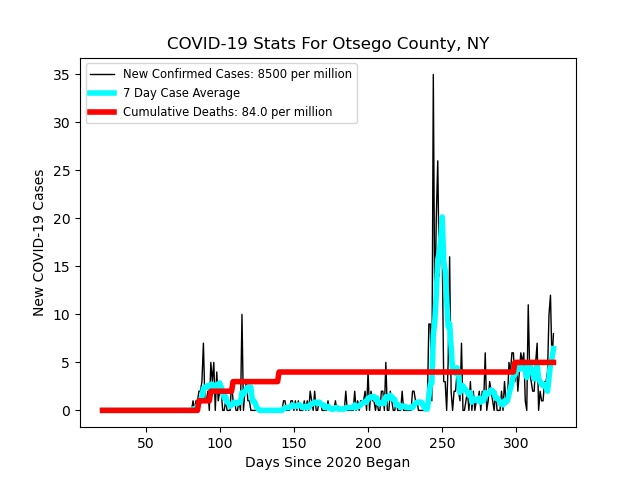 COVID-19 Stats For Otsego County, NY
New Confirmed Cases: 8500 per million
7 Day Case Average
Cumulative Deaths: 84.0 per million
New COVID-19 Cases
35
30
25
20
15
10
5
0
50 100 150 200 250 300
Days Since 2020 Began